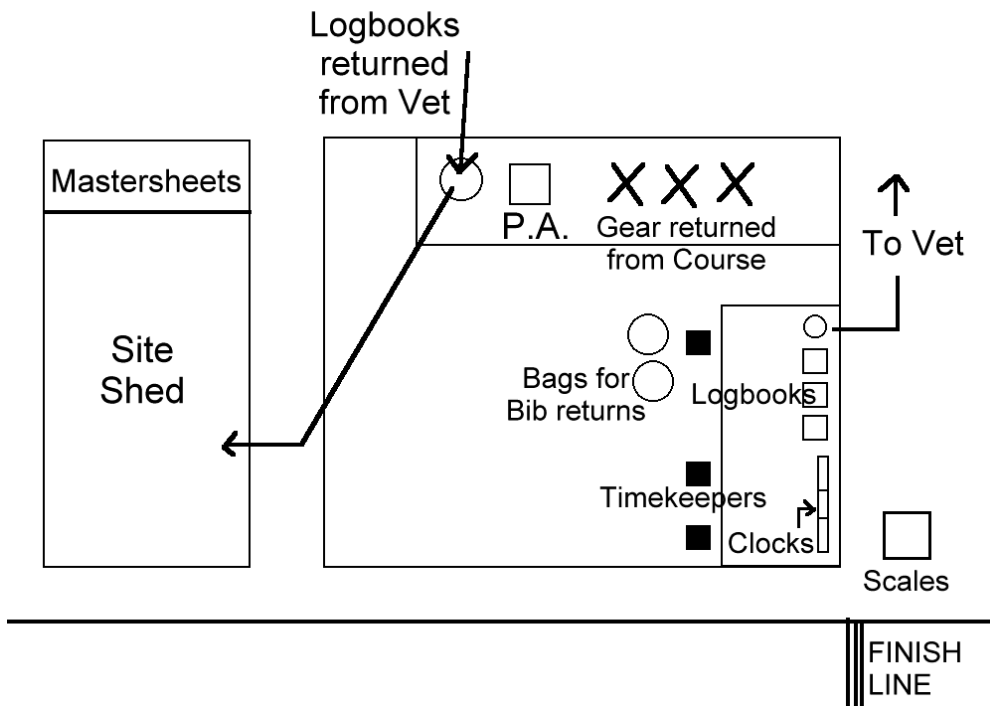 Logbooks
returned
from Vet
Mastersheets
P.A.
Gear returned
from Course
To Vet
Site
Shed
Bags for
Bib returns
Logbooks
Timekeepers
Clocks
Scales
FINISH
LINE